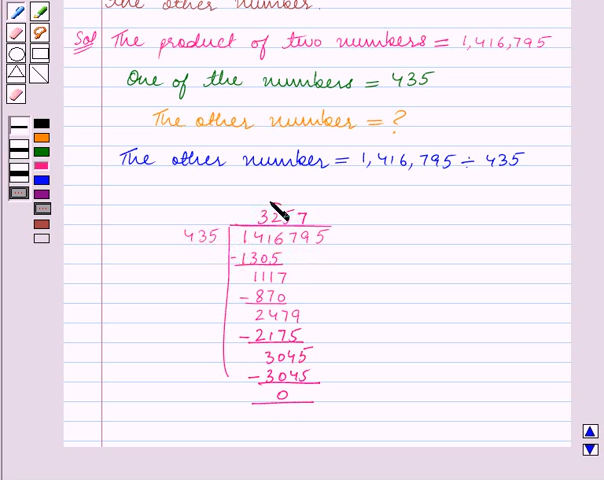 the other number.
Sol The product of two numbers = 1,416,795
One of the numbers = 435
The other number = ?
The other number = 1,416,795 ÷ 435
3257
435 1416795
-1305
1117
-870
2479
-2175
3045
-3045
0